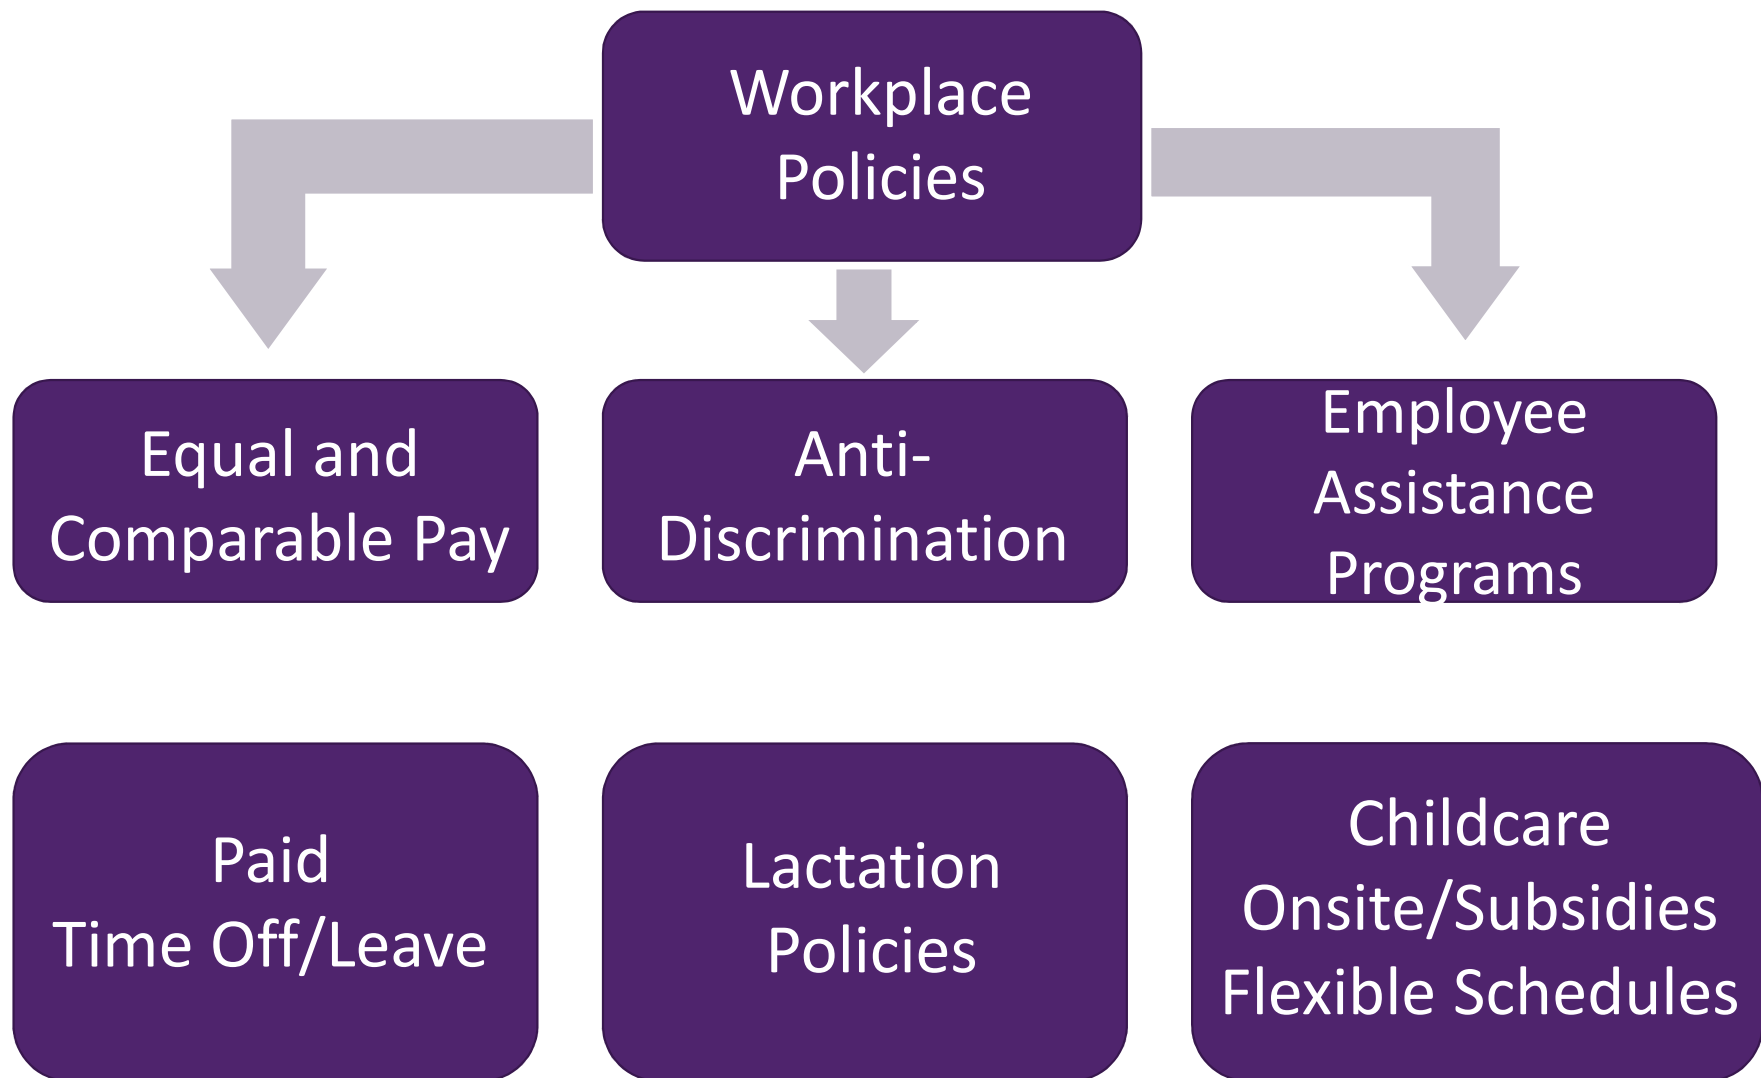 Workplace
Policies
Equal and
Comparable Pay
Anti-
Discrimination
Employee
Assistance
Programs
Paid
Time Off/Leave
Lactation
Policies
Childcare
Onsite/Subsidies
Flexible Schedules